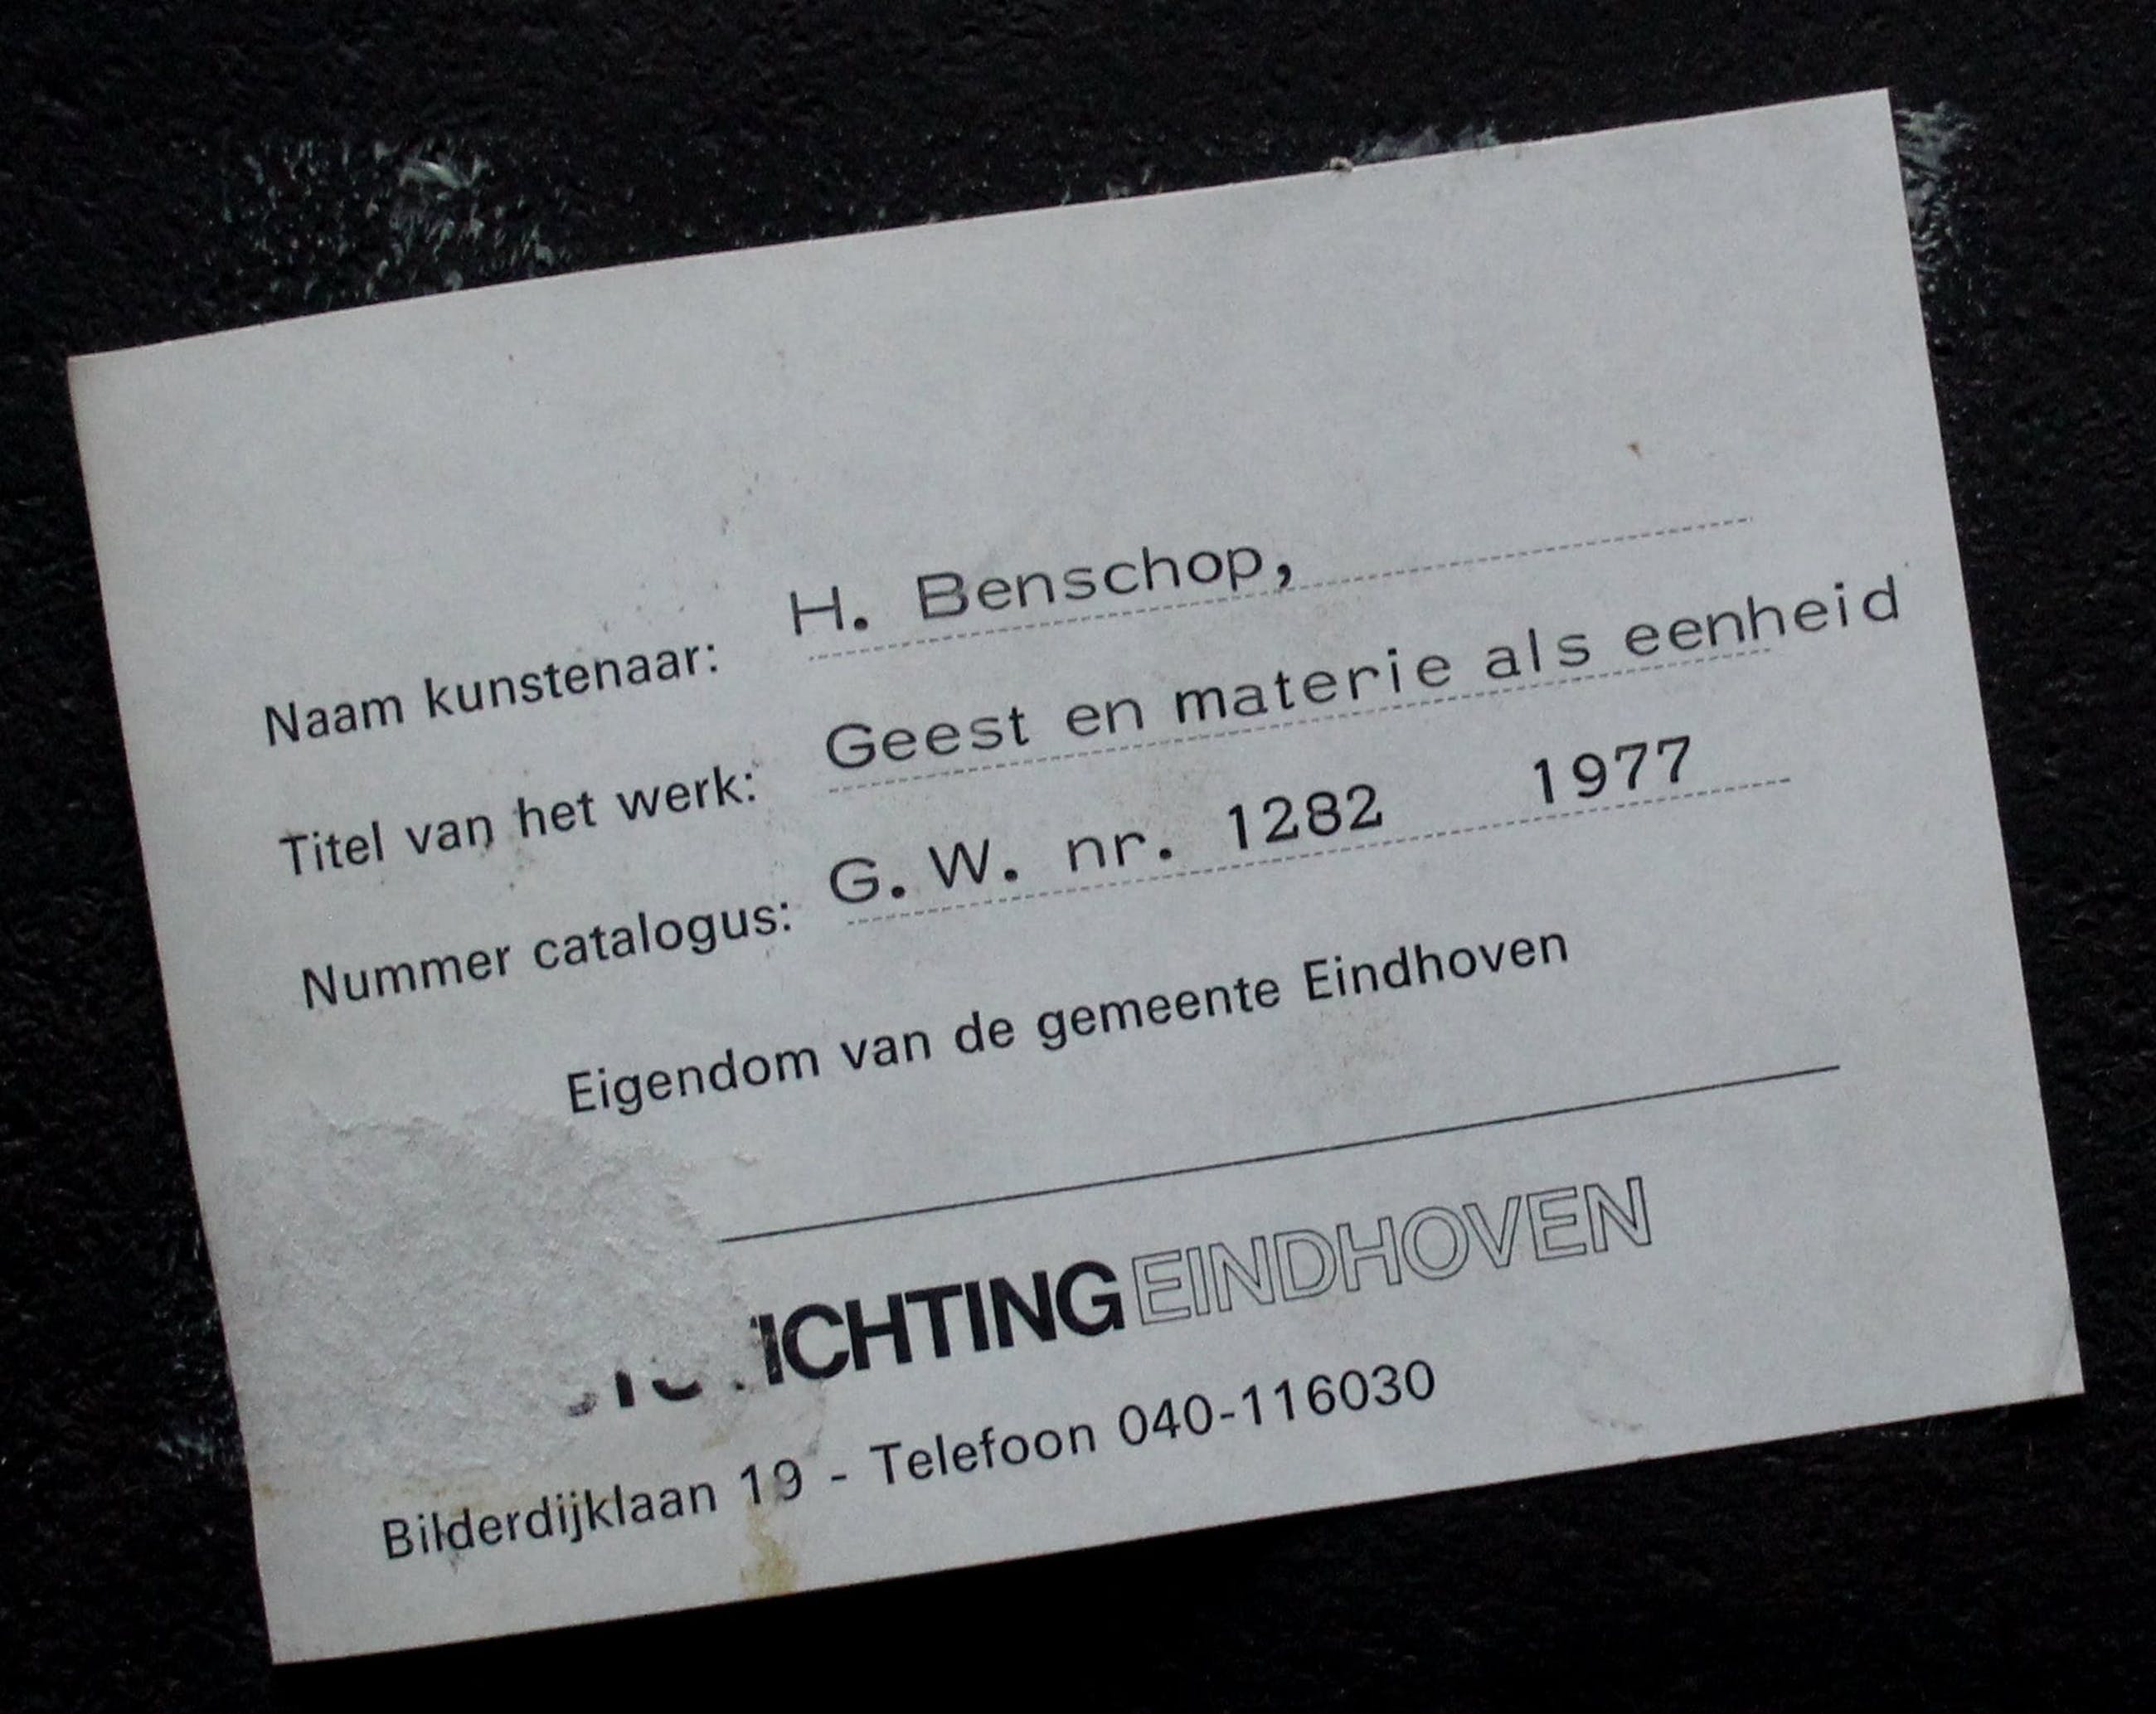 Naam kunstenaar: H. Benschop,
Titel van het werk: Geest en materie als eenheid
Nummer catalogus: G.W. nr. 1282 1977
Eigendom van de gemeente Eindhoven
EINDHOVEN
Bilderdijklaan 19 - Telefoon 040-116030